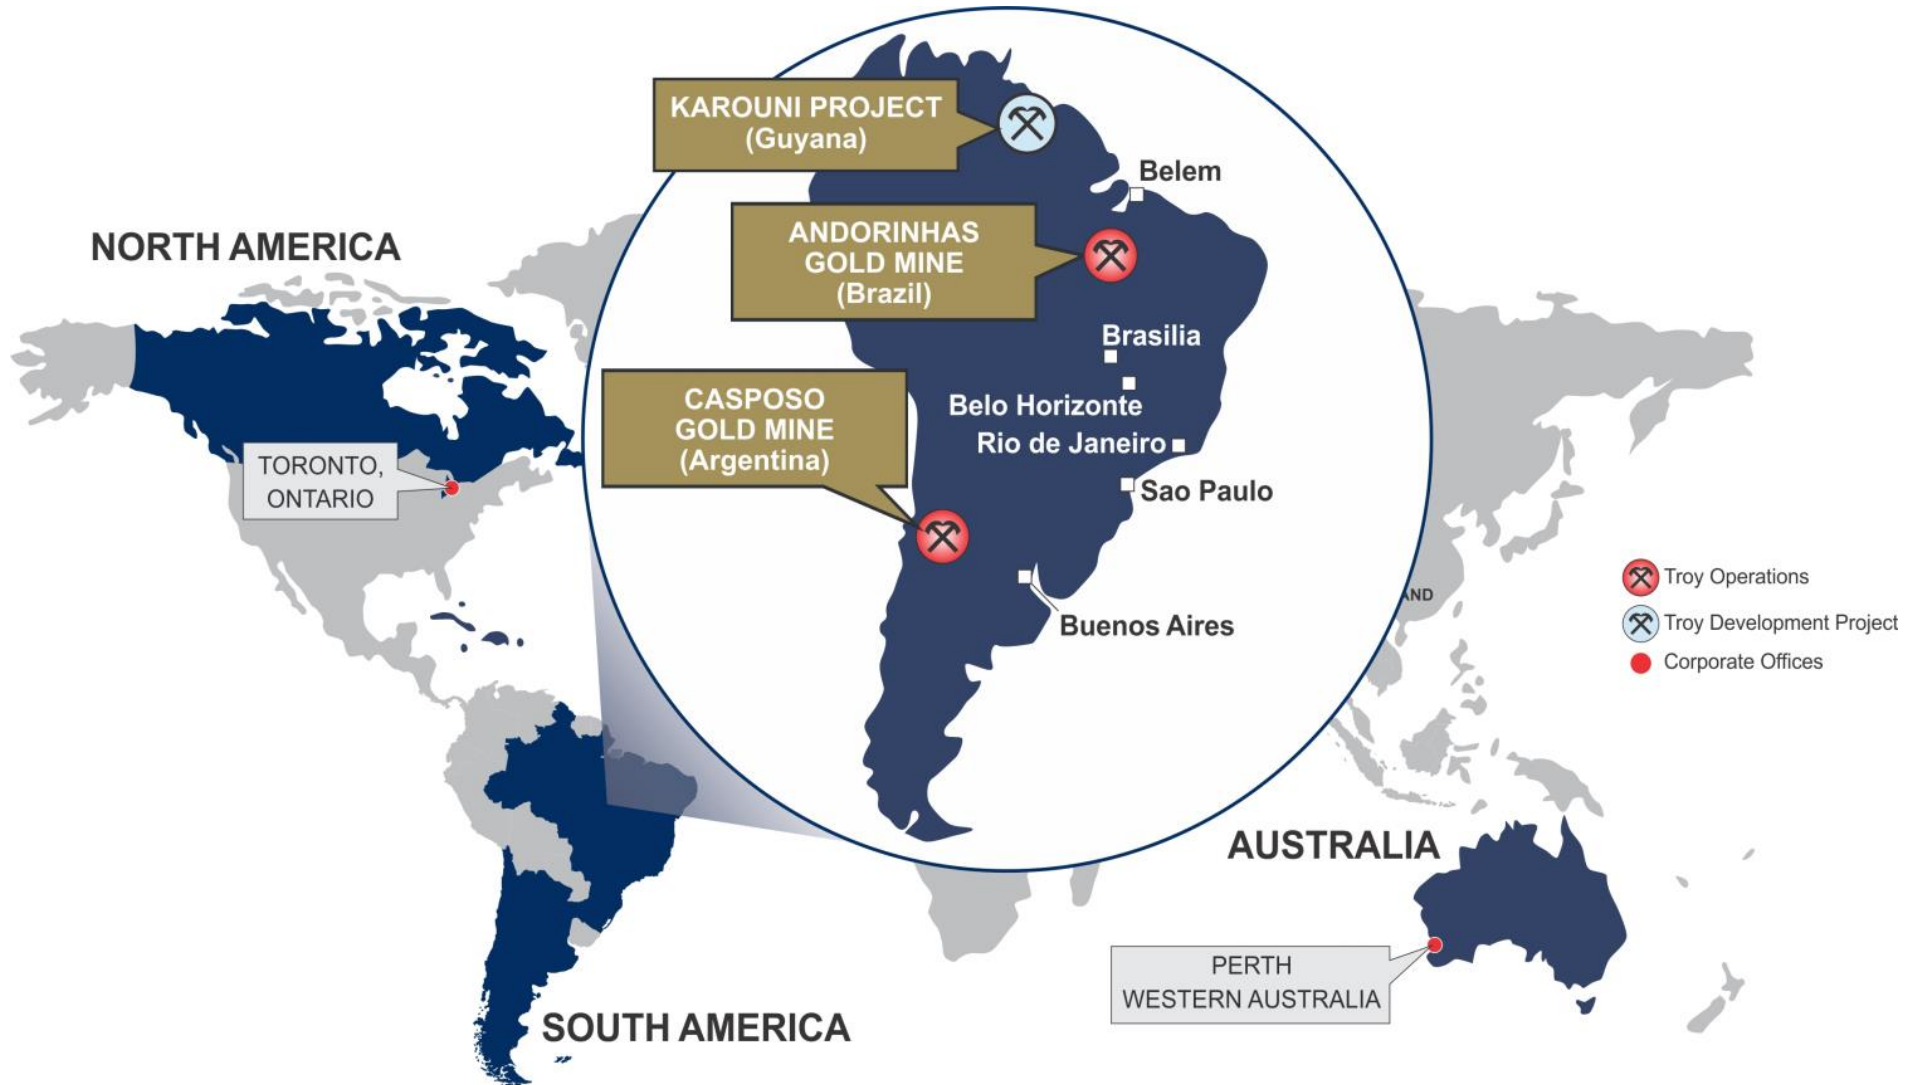 KAROUNI PROJECT
(Guyana)
Belem
ANDORINHAS
GOLD MINE
(Brazil)
NORTH AMERICA
Brasilia
CASPOSO
GOLD MINE
(Argentina)
Belo Horizonte
Rio de Janeiro
TORONTO,
ONTARIO
Sao Paulo
Buenos Aires
AND
Troy Operations
Troy Development Project
Corporate Offices
AUSTRALIA
PERTH
WESTERN AUSTRALIA
SOUTH AMERICA